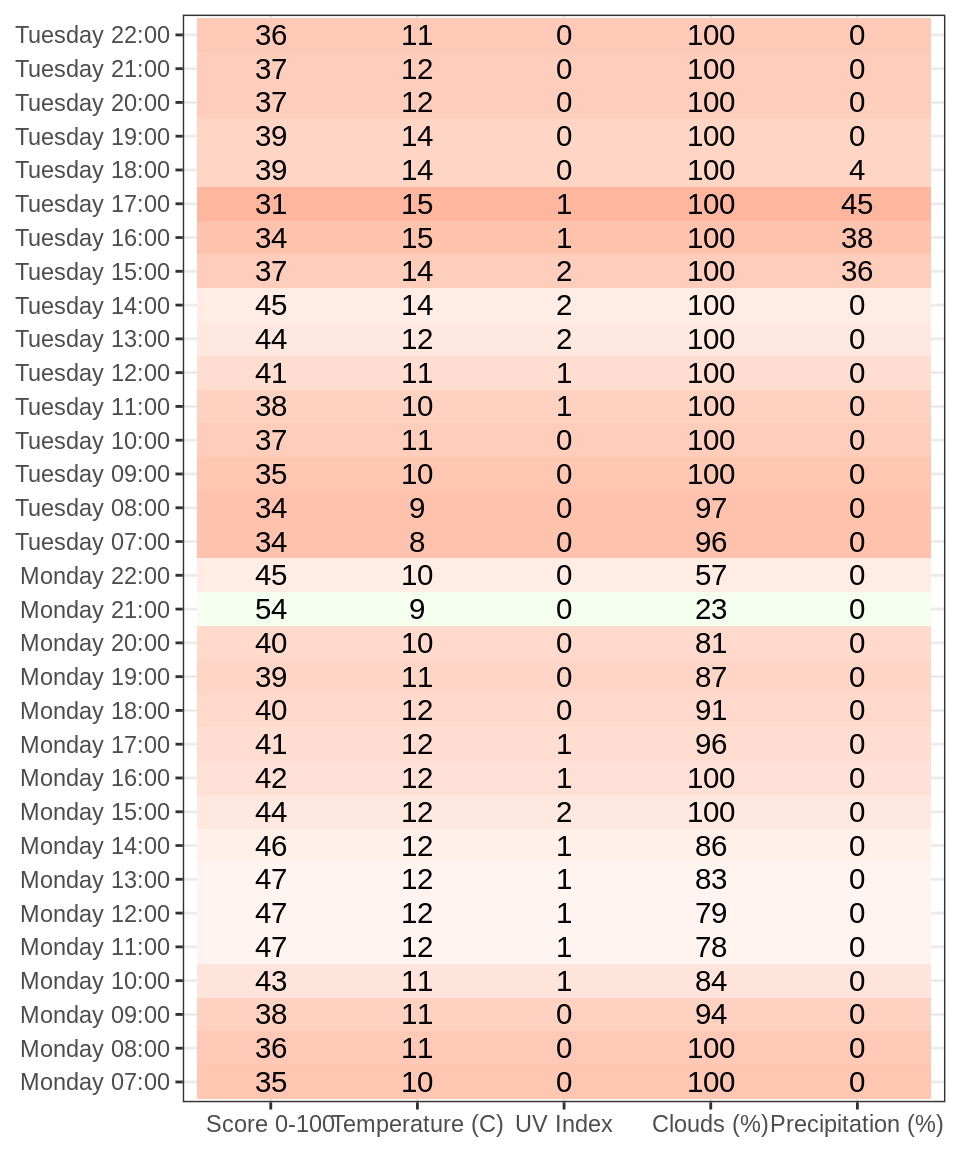 Tuesday 22:00 36 11 0 100 0
Tuesday 21:00 37 12 0 100 0
Tuesday 20:00 37 12 0 100 0
Tuesday 19:00 39 14 0 100 0
Tuesday 18:00 39 14 0 100 4
Tuesday 17:00 31 15 1 100 45
Tuesday 16:00 34 15 1 100 38
Tuesday 15:00 37 14 2 100 36
Tuesday 14:00 45 14 2 100 0
Tuesday 13:00 44 12 2 100 0
Tuesday 12:00 41 11 1 100 0
Tuesday 11:00 38 10 1 100 0
Tuesday 10:00 37 11 0 100 0
Tuesday 09:00 35 10 0 100 0
Tuesday 08:00 34 9 0 97 0
Tuesday 07:00 34 8 0 96 0
Monday 22:00 45 10 0 57 0
Monday 21:00 54 9 0 23 0
Monday 20:00 40 10 0 81 0
Monday 19:00 39 11 0 87 0
Monday 18:00 40 12 0 91 0
Monday 17:00 41 12 1 96 0
Monday 16:00 42 12 1 100 0
Monday 15:00 44 12 2 100 0
Monday 14:00 46 12 1 86 0
Monday 13:00 47 12 1 83 0
Monday 12:00 47 12 1 79 0
Monday 11:00 47 12 1 78 0
Monday 10:00 43 11 1 84 0
Monday 09:00 38 11 0 94 0
Monday 08:00 36 11 0 100 0
Monday 07:00 35 10 0 100 0
Score 0-100 Temperature (C) UV Index Clouds (%) Precipitation (%)